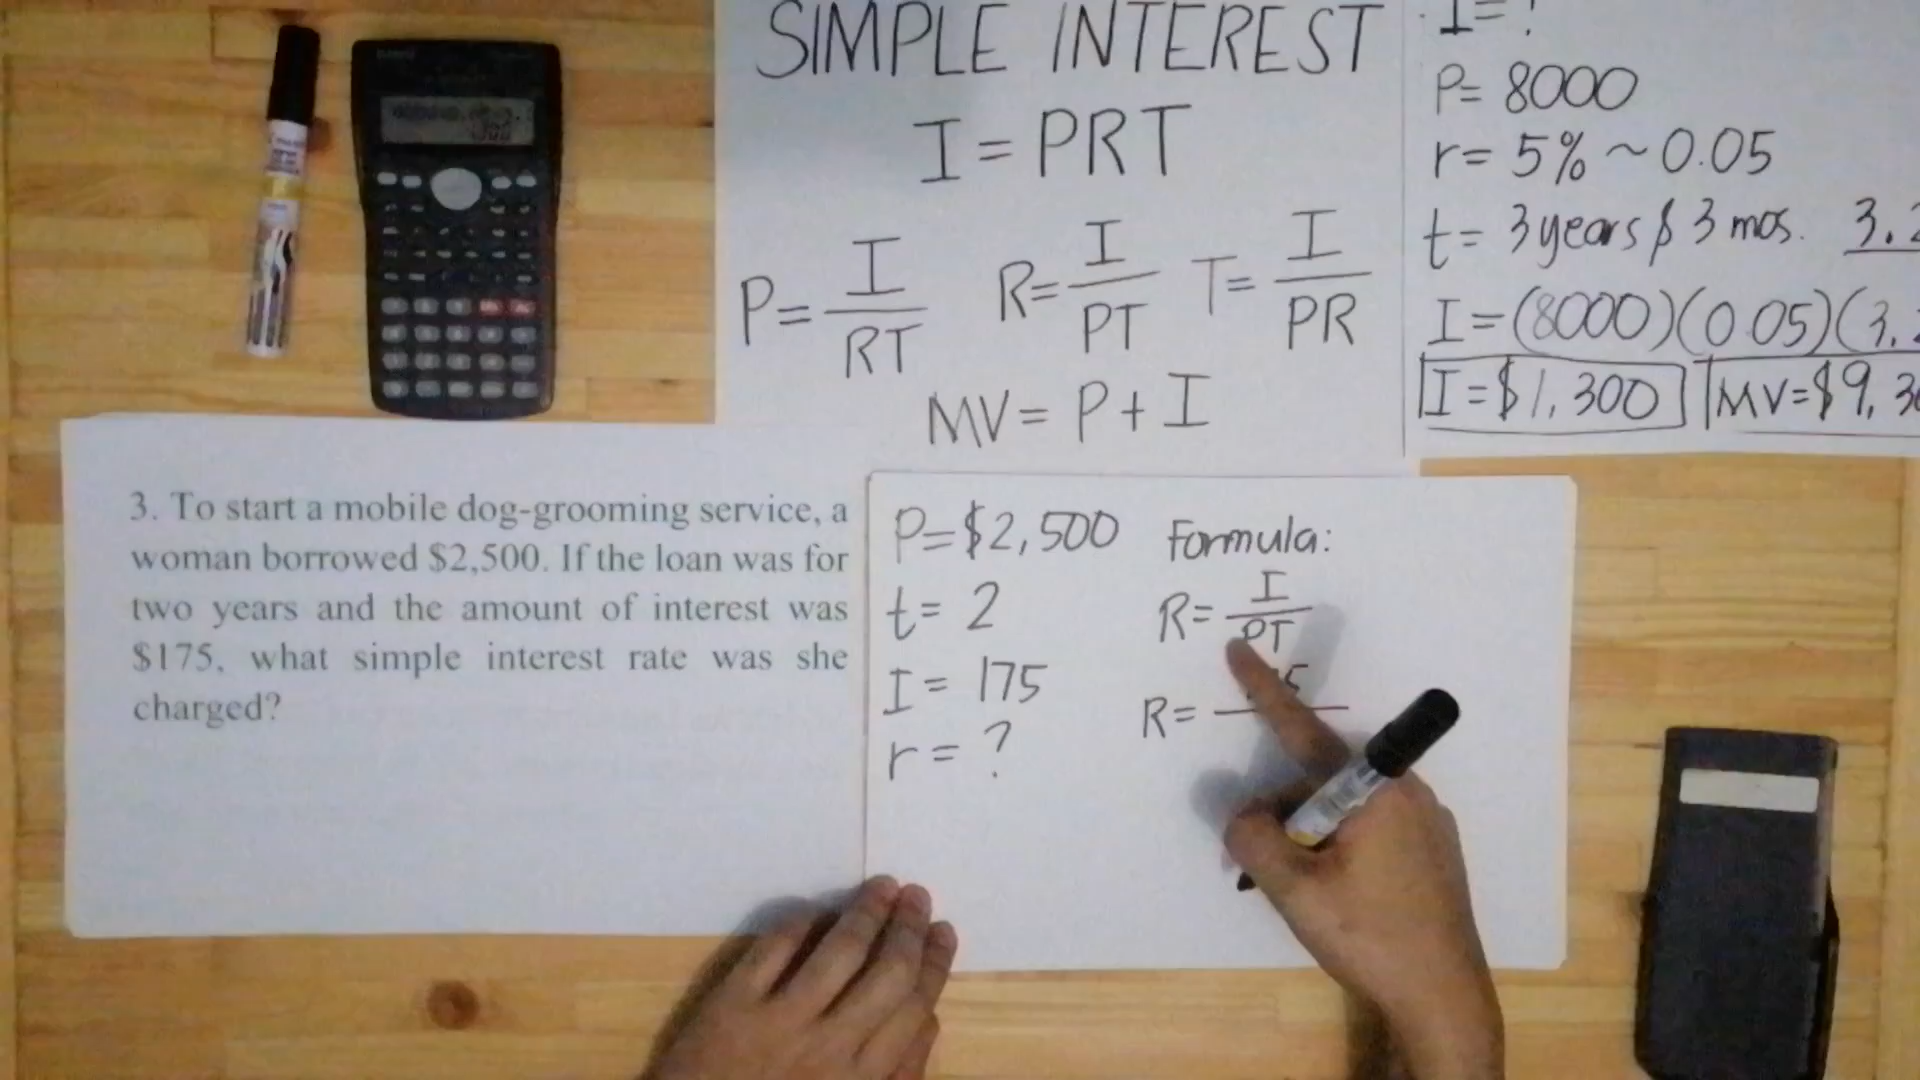 SIMPLE INTEREST
I = PRT
P = I / RT
R = I / PT
T = I / PR
MV = P + I
I = ?
P = 8000
r = 5% ~ 0.05
t = 3 years & 3 mos.
I = (8000)(0.05)(3.
I = $1,300
3. To start a mobile dog-grooming service, a
woman borrowed $2,500. If the loan was for
two years and the amount of interest was
$175, what simple interest rate was she
charged?
P = $2,500
t = 2
I = 175
r = ?
Formula:
R = I / PT
R =